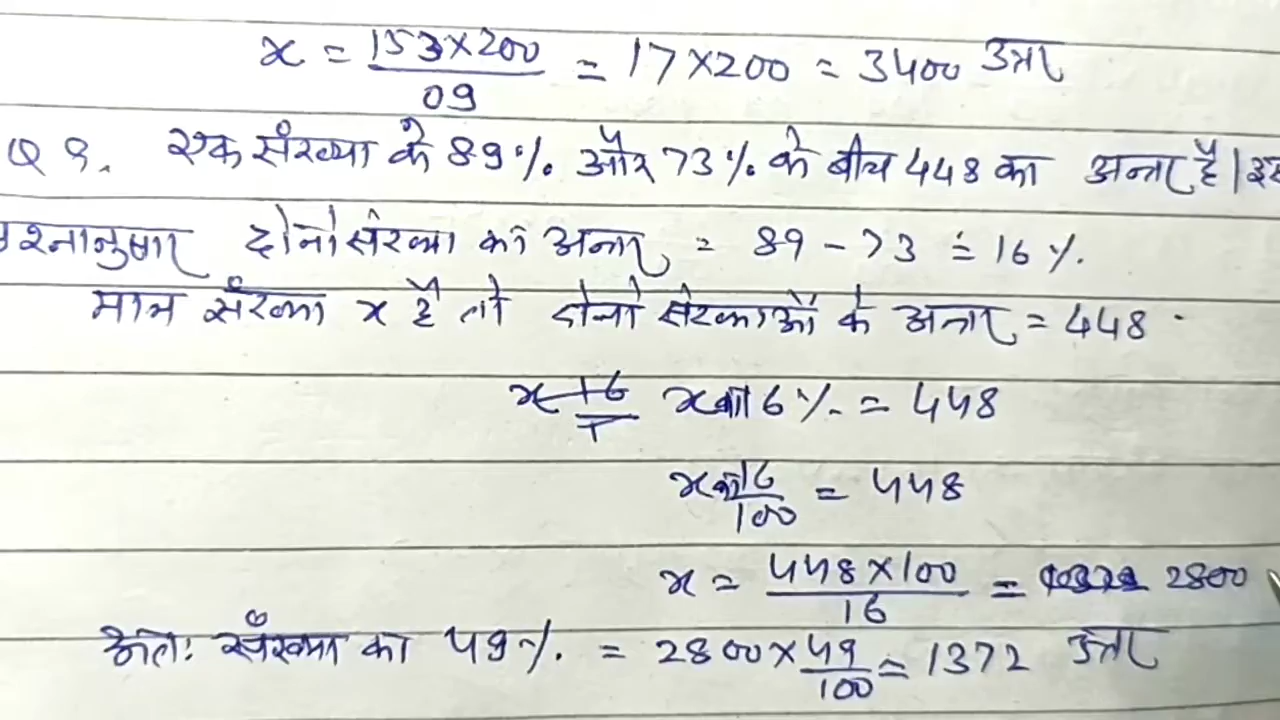 x = 153×200 / 09 = 17×200 = 3400 उत्तर
Q 9. एक संख्या के 89% और 73% के बीच 448 का अन्तर है | इस
प्रश्नानुसार दोनों संख्या का अन्तर = 89 - 73 = 16%.
माना संख्या x है तो दोनों संख्याओं के अन्तर = 448
x का 16% = 448
x का 16/100 = 448
x = 448×100 / 16 = 2800
अतः संख्या का 49% = 2800 × 49/100 = 1372 उत्तर